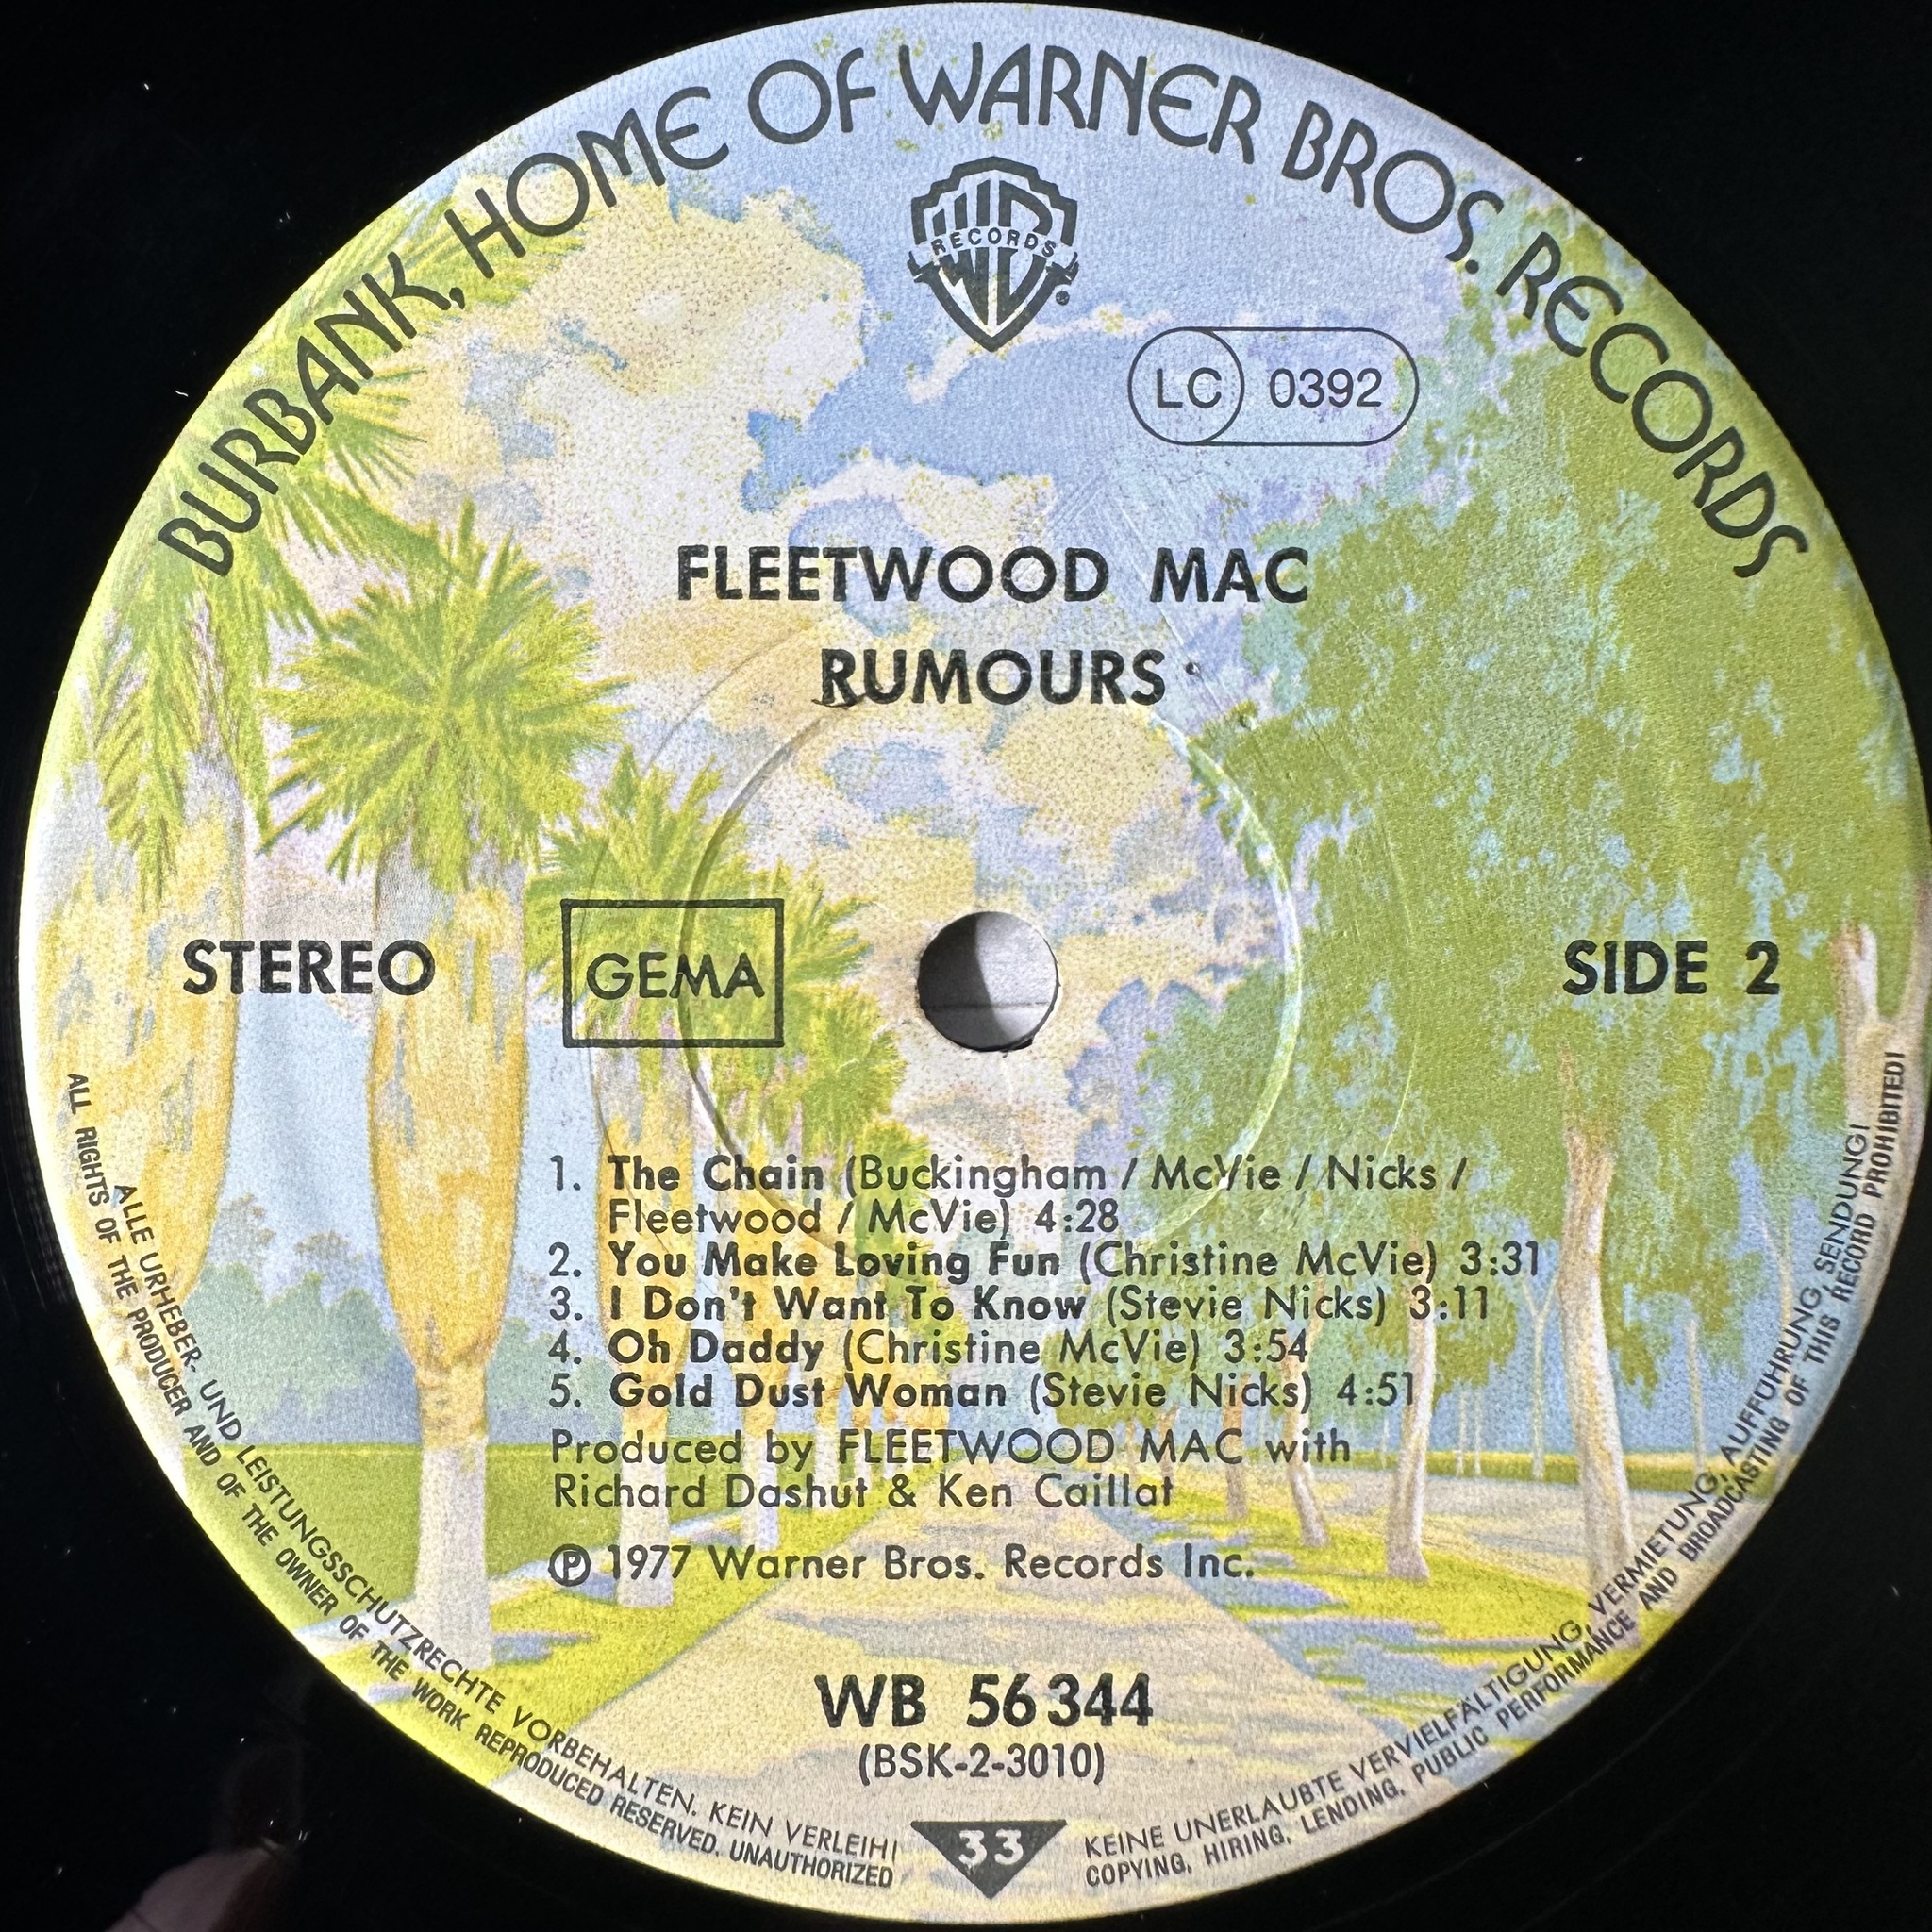 BURBANK, HOME OF WARNER BROS. RECORDS
RECORDS
®
LC 0392
FLEETWOOD MAC
RUMOURS
STEREO
GEMA
SIDE 2
1. The Chain (Buckingham / McVie / Nicks /
Fleetwood / McVie) 4:28
2. You Make Loving Fun (Christine McVie) 3:31
3. I Don't Want To Know (Stevie Nicks) 3:11
4. Oh Daddy (Christine McVie) 3:54
5. Gold Dust Woman (Stevie Nicks) 4:51
Produced by FLEETWOOD MAC with
Richard Dashut & Ken Caillat
℗ 1977 Warner Bros. Records Inc.
WB 56 344
(BSK-2-3010)
33
ALLE URHEBER- UND LEISTUNGSSCHUTZRECHTE VORBEHALTEN. KEIN VERLEIH! KEINE UNERLAUBTE VERVIELFÄLTIGUNG, VERMIETUNG, AUFFÜHRUNG, SENDUNG!
ALL RIGHTS OF THE PRODUCER AND OF THE OWNER OF THE WORK REPRODUCED RESERVED. UNAUTHORIZED COPYING, HIRING, LENDING, PUBLIC PERFORMANCE AND BROADCASTING OF THIS RECORD PROHIBITED!